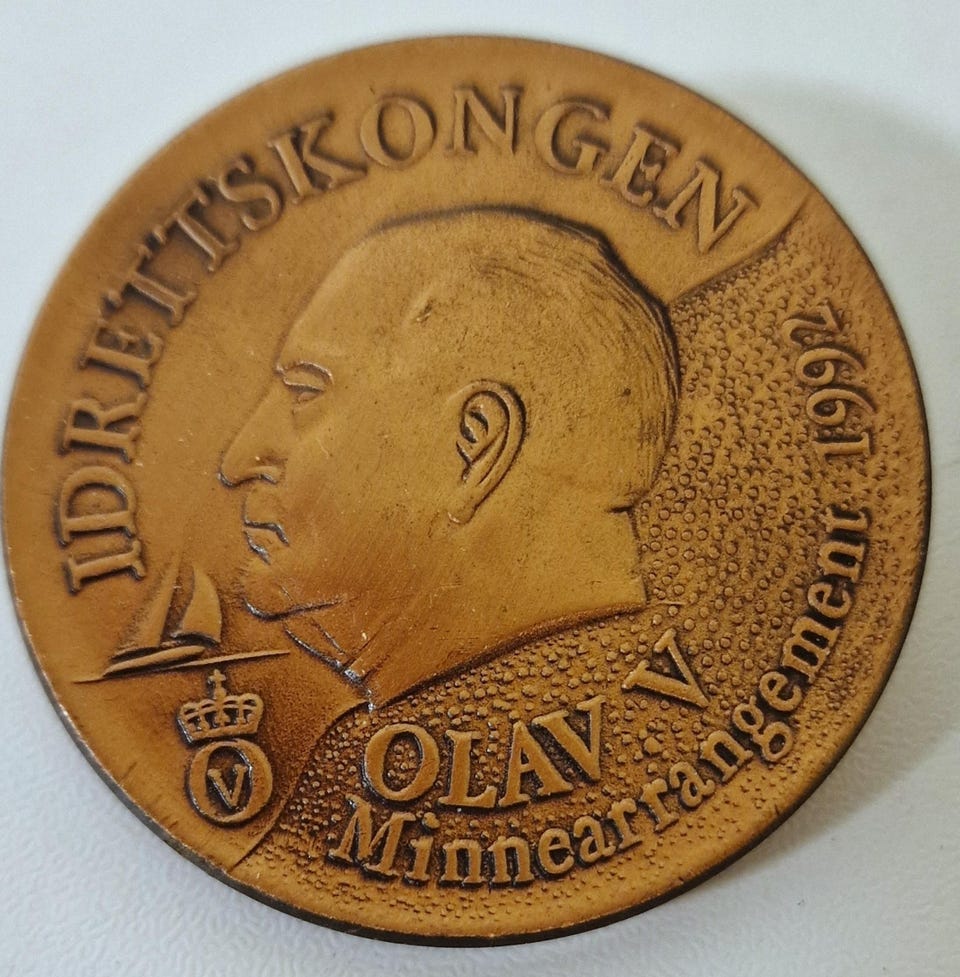 IDRETTSKONGEN
OLAV V
Minnearrangement 1992
V